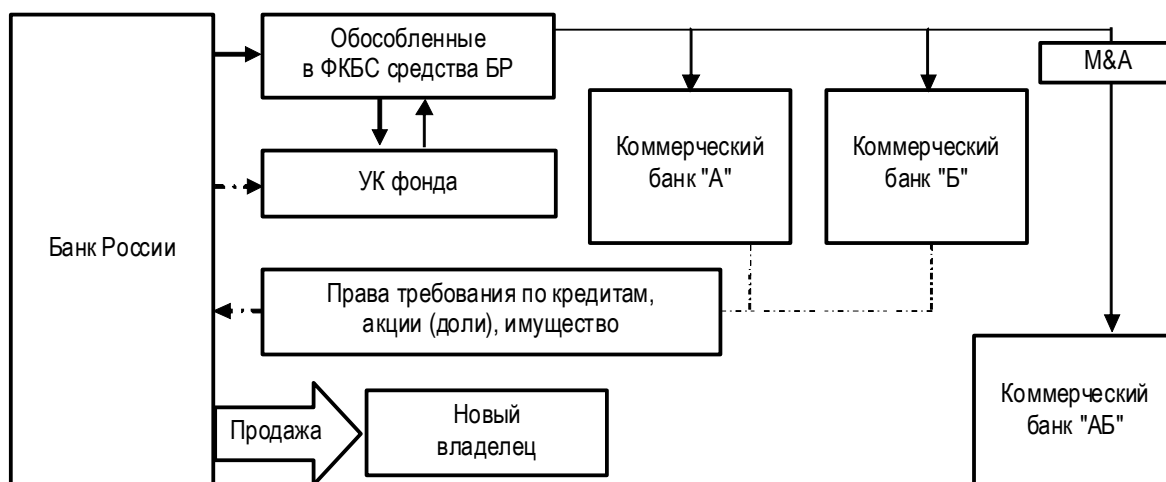 Обособленные
в ФКБС средства БР
M&A
Коммерческий
банк "А"
Коммерческий
банк "Б"
УК фонда
Банк России
Права требования по кредитам,
акции (доли), имущество
Коммерческий
банк "АБ"
Продажа
Новый
владелец